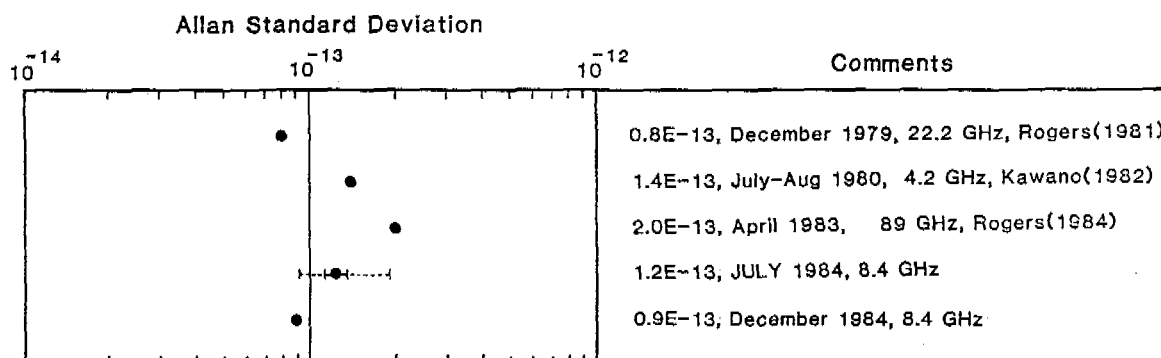 Allan Standard Deviation
10^-14 10^-13 10^-12 Comments
0.8E-13, December 1979, 22.2 GHz, Rogers(1981)
1.4E-13, July-Aug 1980, 4.2 GHz, Kawano(1982)
2.0E-13, April 1983, 89 GHz, Rogers(1984)
1.2E-13, JULY 1984, 8.4 GHz
0.9E-13, December 1984, 8.4 GHz